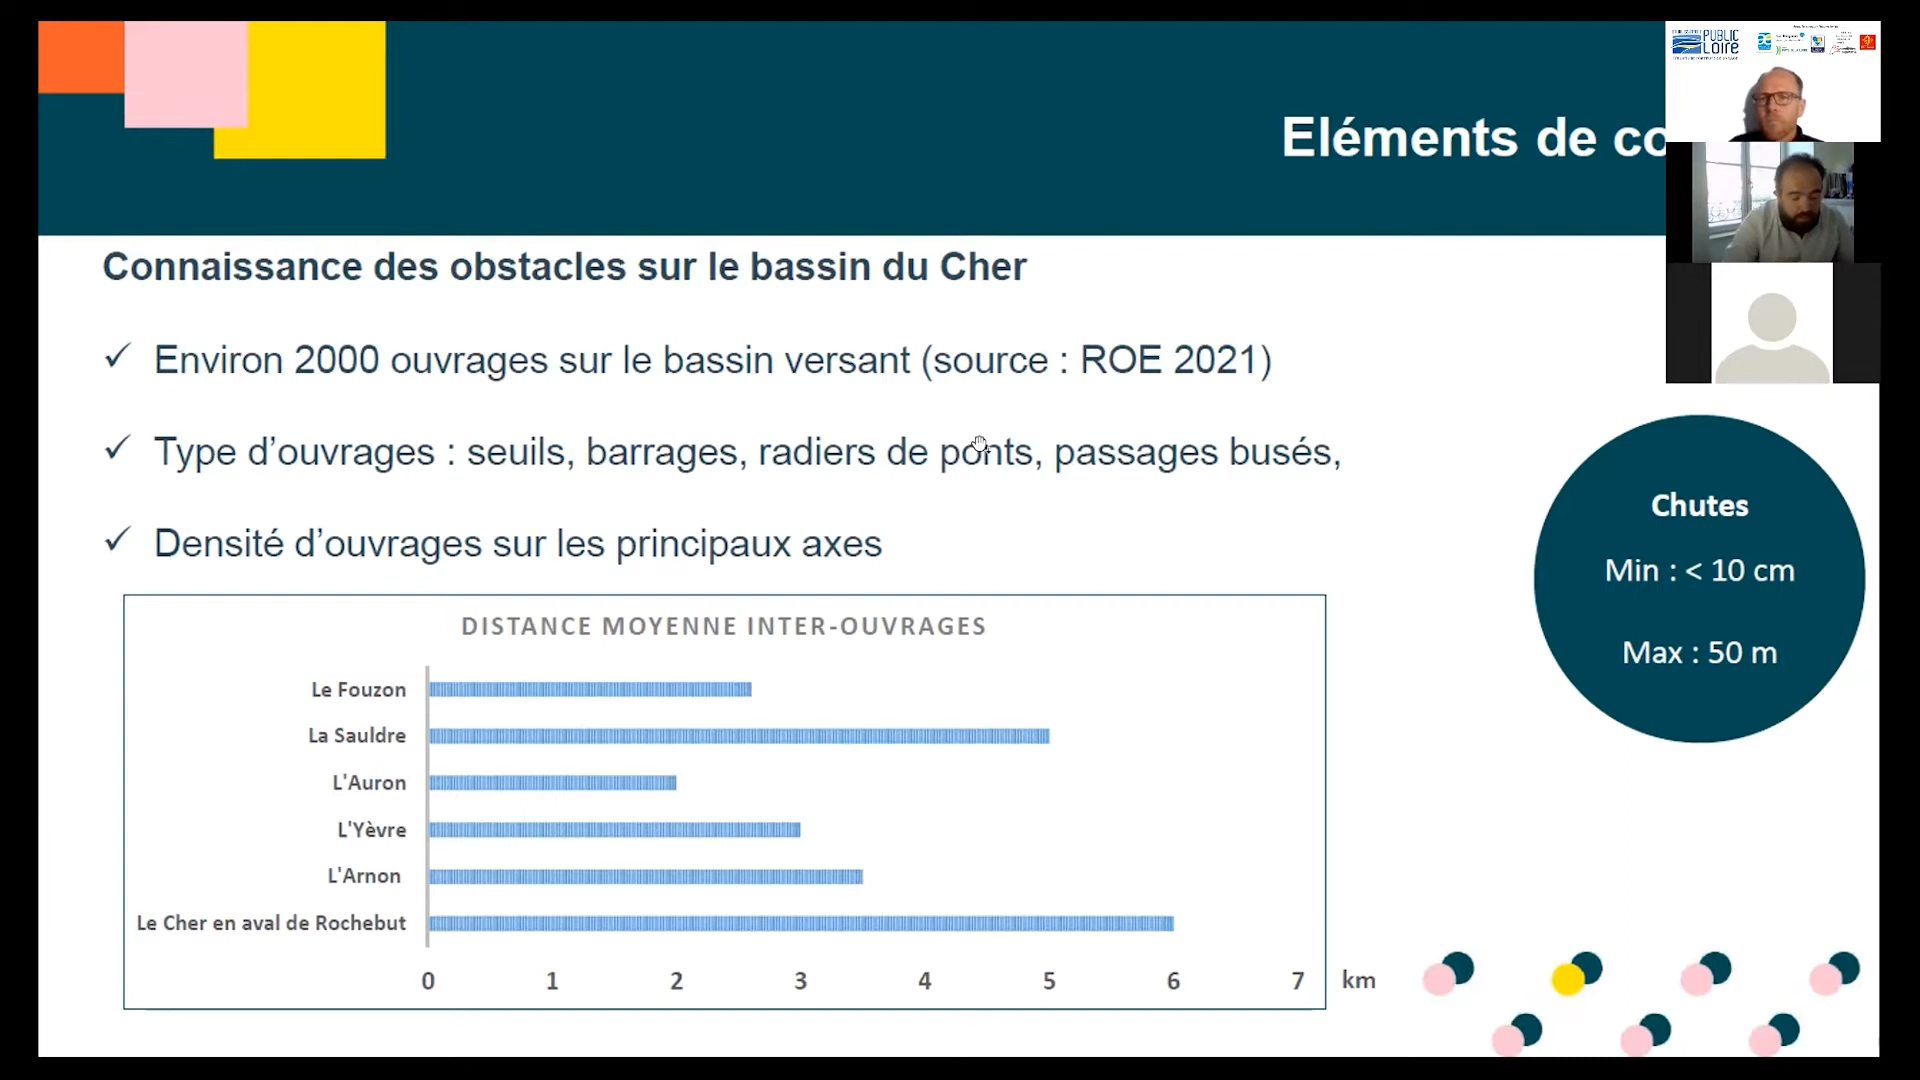 Eléments de co
PUBLIC
LOIRE
Connaissance des obstacles sur le bassin du Cher
✓ Environ 2000 ouvrages sur le bassin versant (source : ROE 2021)
✓ Type d’ouvrages : seuils, barrages, radiers de ponts, passages busés,
✓ Densité d’ouvrages sur les principaux axes
Chutes
Min : < 10 cm
Max : 50 m
DISTANCE MOYENNE INTER-OUVRAGES
Le Fouzon
La Sauldre
L'Auron
L'Yèvre
L'Arnon
Le Cher en aval de Rochebut
0 1 2 3 4 5 6 7 km